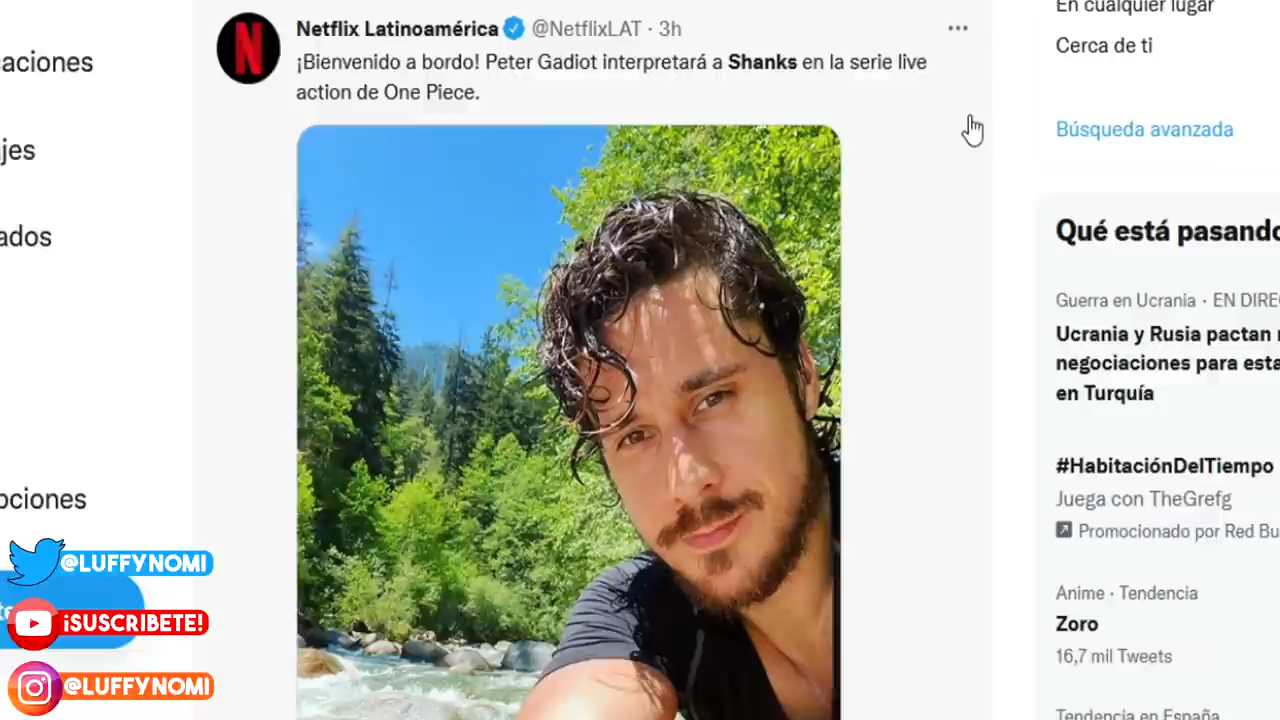 Netflix Latinoamérica @NetflixLAT · 3h
¡Bienvenido a bordo! Peter Gadiot interpretará a Shanks en la serie live
action de One Piece.
caciones
jes
ados
pciones
@LUFFYNOMI
¡SUSCRIBETE!
@LUFFYNOMI
En cualquier lugar
Cerca de ti
Búsqueda avanzada
Qué está pasando
Guerra en Ucrania · EN DIRE
Ucrania y Rusia pactan
negociaciones para esta
en Turquía
#HabitaciónDelTiempo
Juega con TheGrefg
Promocionado por Red Bu
Anime · Tendencia
Zoro
16,7 mil Tweets
Tendencia en España